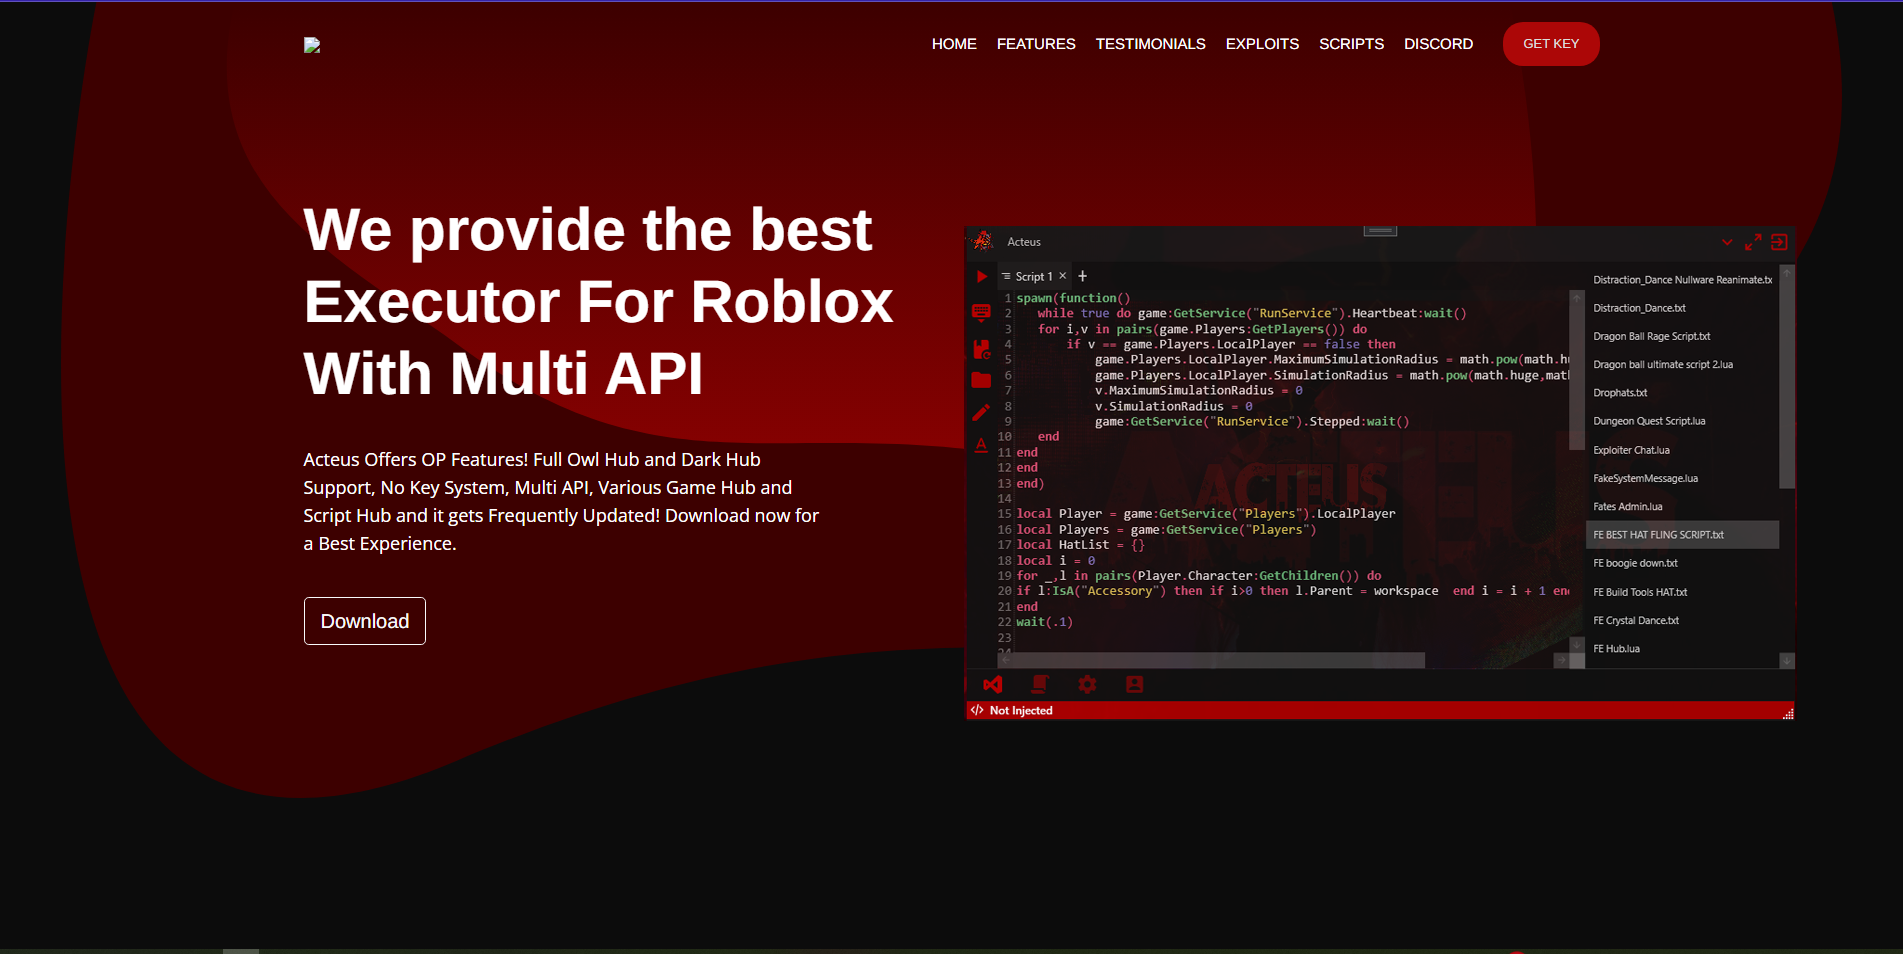 HOME FEATURES TESTIMONIALS EXPLOITS SCRIPTS DISCORD GET KEY
We provide the best
Executor For Roblox
With Multi API
Acteus Offers OP Features! Full Owl Hub and Dark Hub
Support, No Key System, Multi API, Various Game Hub and
Script Hub and it gets Frequently Updated! Download now for
a Best Experience.
Download
Acteus
Script 1 × +
1 spawn(function()
2 while true do game:GetService("RunService").Heartbeat:wait()
3 for i,v in pairs(game.Players:GetPlayers()) do
4 if v == game.Players.LocalPlayer == false then
5 game.Players.LocalPlayer.MaximumSimulationRadius = math.pow(math.hu
6 game.Players.LocalPlayer.SimulationRadius = math.pow(math.huge,mat
7 v.MaximumSimulationRadius = 0
8 v.SimulationRadius = 0
9 game:GetService("RunService").Stepped:wait()
10 end
11 end
12 end
13 end)
14
15 local Player = game:GetService("Players").LocalPlayer
16 local Players = game:GetService("Players")
17 local HatList = {}
18 local i = 0
19 for _,l in pairs(Player.Character:GetChildren()) do
20 if l:IsA("Accessory") then if i>0 then l.Parent = workspace end i = i + 1 en
21 end
22 wait(.1)
23
24
ACTEUS
Distraction_Dance Nullware Reanimate.tx
Distraction_Dance.txt
Dragon Ball Rage Script.txt
Dragon ball ultimate script 2.lua
Drophats.txt
Dungeon Quest Script.lua
Exploiter Chat.lua
FakeSystemMessage.lua
Fates Admin.lua
FE BEST HAT FLING SCRIPT.txt
FE boogie down.txt
FE Build Tools HAT.txt
FE Crystal Dance.txt
FE Hub.lua
</> Not Injected